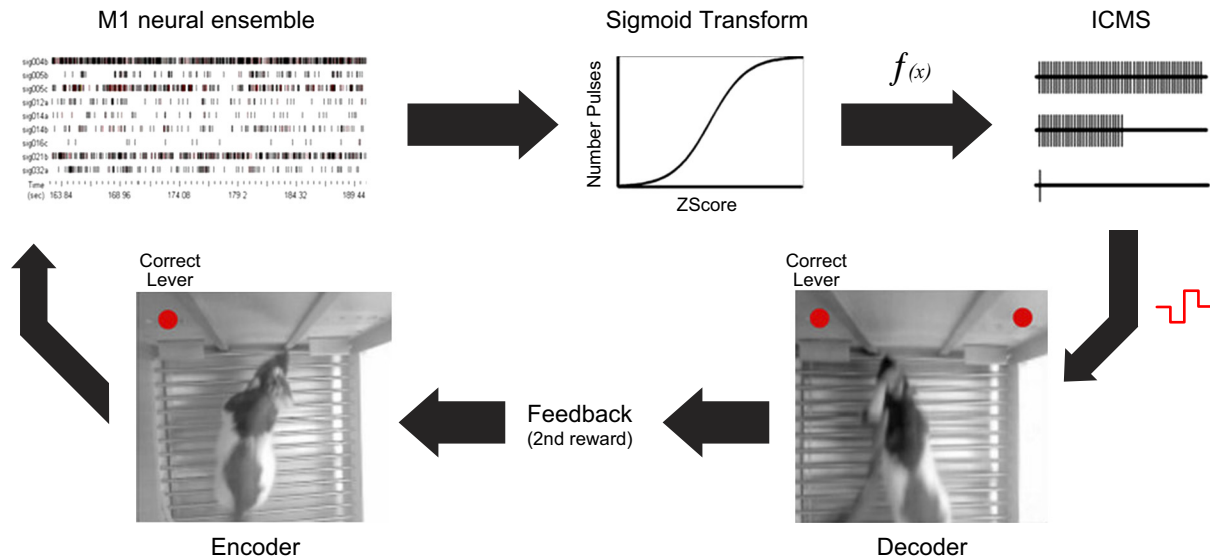 M1 neural ensemble
Sigmoid Transform
ICMS
sig004b
sig005b
sig005c
sig012a
sig014a
sig014b
sig016c
sig021b
sig032a
Time
(sec)
163.84
168.96
174.08
179.2
184.32
189.44
Number Pulses
ZScore
f(x)
Correct
Lever
Correct
Lever
Feedback
(2nd reward)
Encoder
Decoder